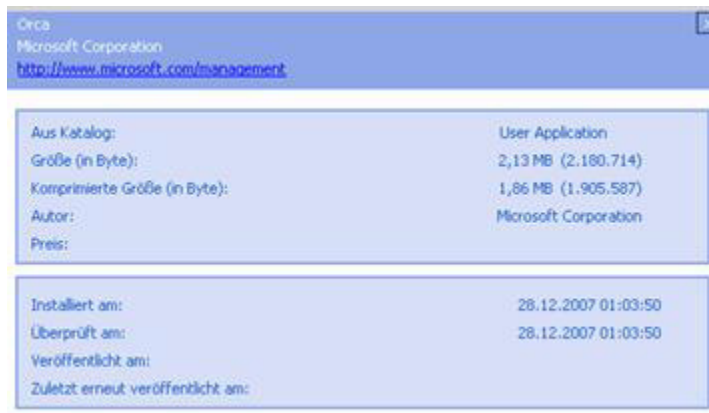 Orca
Microsoft Corporation
http://www.microsoft.com/management
Aus Katalog: User Application
Größe (in Byte): 2,13 MB (2.180.714)
Komprimierte Größe (in Byte): 1,86 MB (1.905.587)
Autor: Microsoft Corporation
Preis:
Installiert am: 28.12.2007 01:03:50
Überprüft am: 28.12.2007 01:03:50
Veröffentlicht am:
Zuletzt erneut veröffentlicht am: